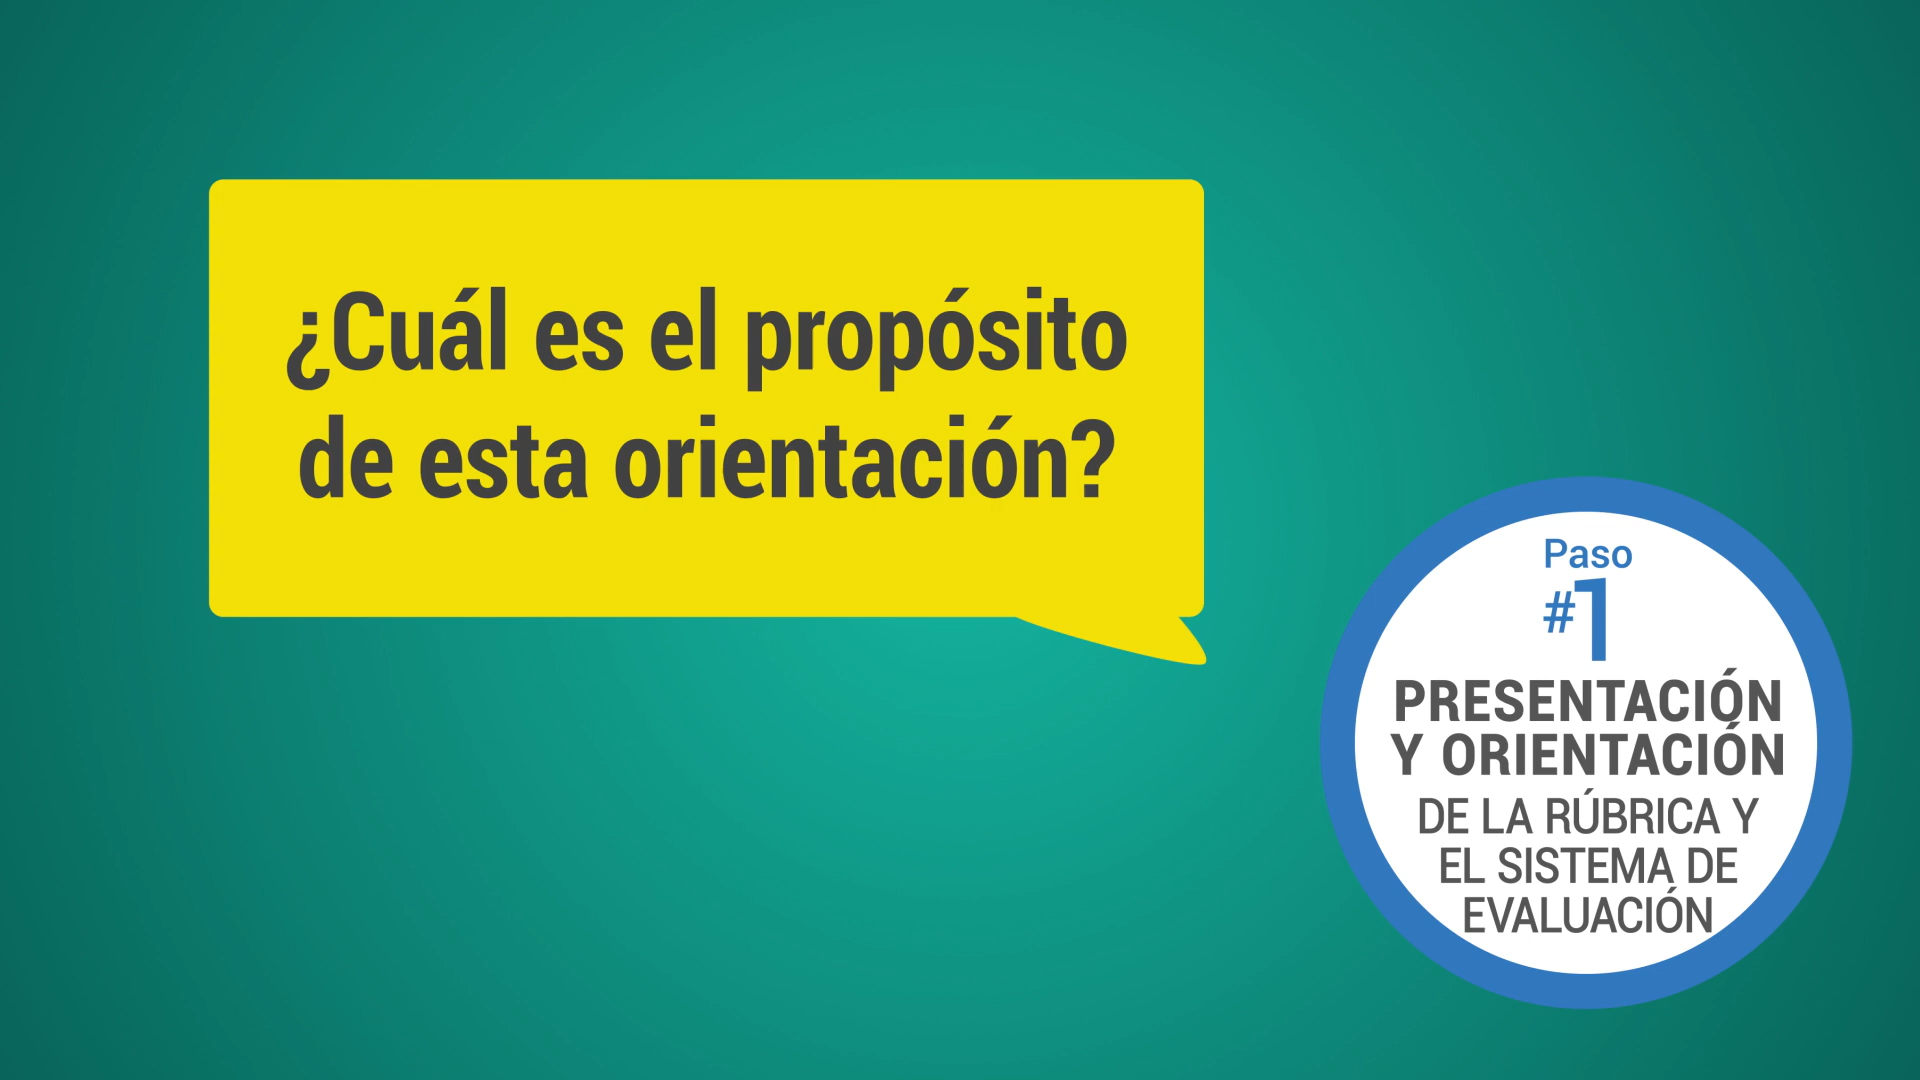 ¿Cuál es el propósito
de esta orientación?
Paso
#1
PRESENTACIÓN
Y ORIENTACIÓN
DE LA RÚBRICA Y
EL SISTEMA DE
EVALUACIÓN